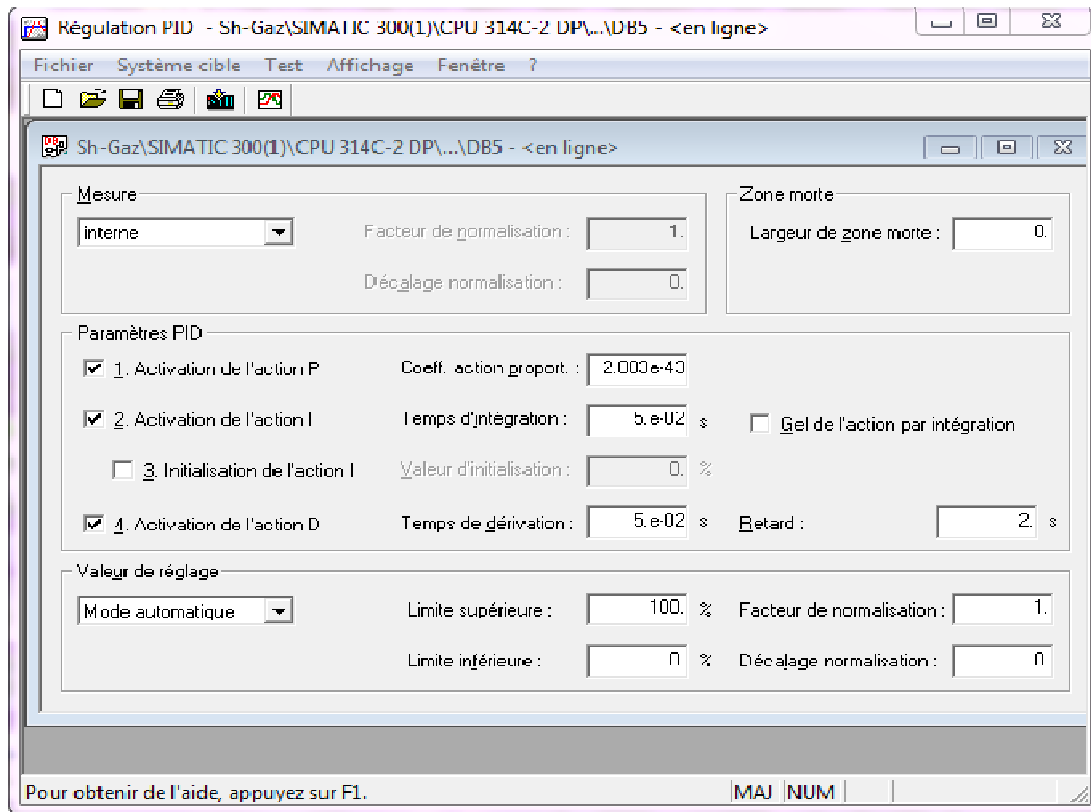 Régulation PID - Sh-Gaz\SIMATIC 300(1)\CPU 314C-2 DP\...\DB5 - <en ligne>
Fichier Système cible Test Affichage Fenêtre ?
Sh-Gaz\SIMATIC 300(1)\CPU 314C-2 DP\...\DB5 - <en ligne>
Mesure
Zone morte
interne Facteur de normalisation : 1. Largeur de zone morte : 0.
Décalage normalisation : 0.
Paramètres PID
1. Activation de l'action P Coeff. action proport. : 2.003e-43
2. Activation de l'action I Temps d'intégration : 5.e-02 s Gel de l'action par intégration
3. Initialisation de l'action I Valeur d'initialisation : 0. %
4. Activation de l'action D Temps de dérivation : 5.e-02 s Retard : 2. s
Valeur de réglage
Mode automatique Limite supérieure : 100. % Facteur de normalisation : 1.
Limite inférieure : 0 % Décalage normalisation : 0
Pour obtenir de l'aide, appuyez sur F1. MAJ NUM